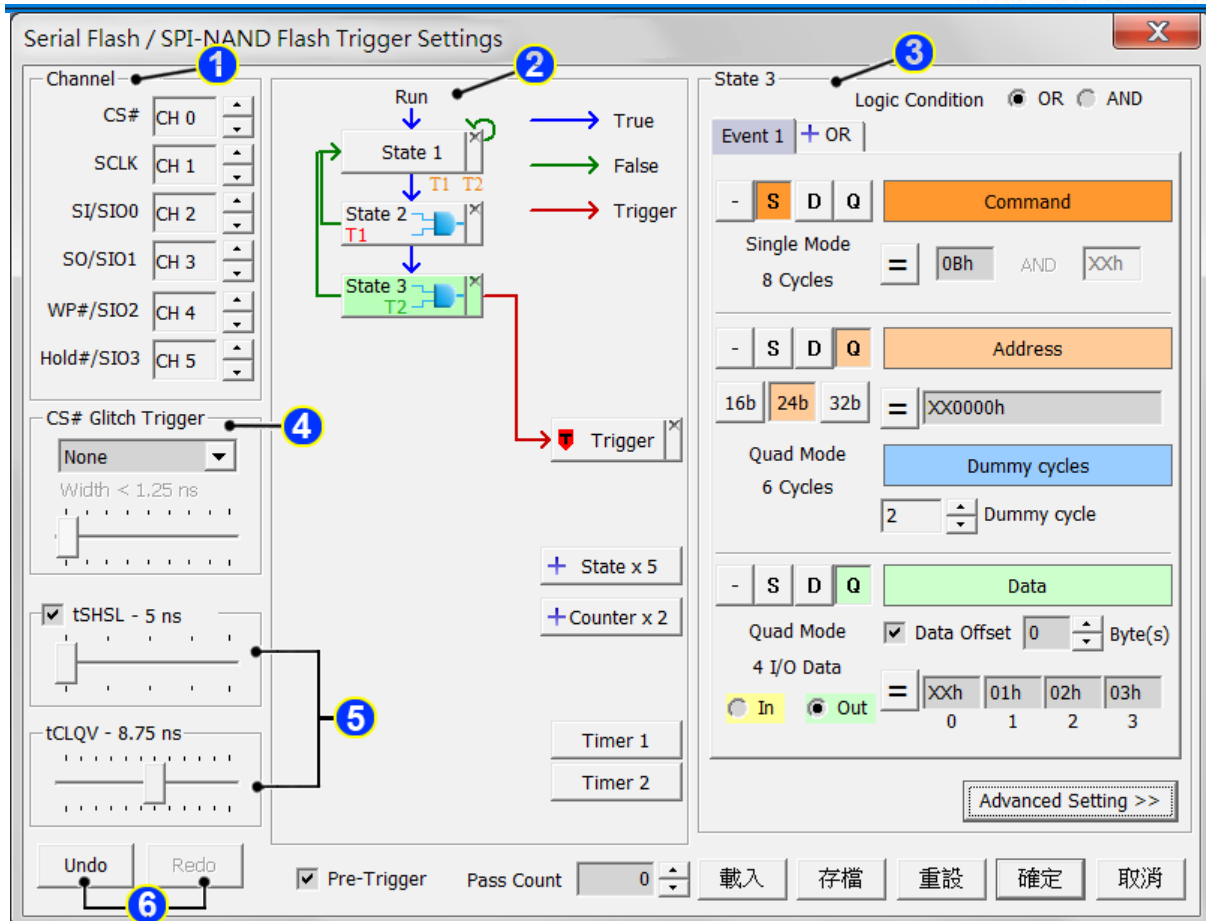 Serial Flash / SPI-NAND Flash Trigger Settings
X
1
2
3
Channel
CS# CH 0
SCLK CH 1
SI/SIO0 CH 2
SO/SIO1 CH 3
WP#/SIO2 CH 4
Hold#/SIO3 CH 5
CS# Glitch Trigger
4
None
Width < 1.25 ns
tSHSL - 5 ns
5
tCLQV - 8.75 ns
Undo
Redo
6
Run
True
False
Trigger
State 1
T1 T2
State 2
T1
State 3
T2
T Trigger
+ State x 5
+ Counter x 2
Timer 1
Timer 2
State 3
Logic Condition OR AND
Event 1 + OR
- S D Q Command
Single Mode
8 Cycles
= 0Bh AND XXh
- S D Q Address
16b 24b 32b = XX0000h
Quad Mode
6 Cycles
Dummy cycles
2 Dummy cycle
- S D Q Data
Quad Mode
4 I/O Data
Data Offset 0 Byte(s)
In Out
= XXh 01h 02h 03h
0 1 2 3
Advanced Setting >>
Pre-Trigger
Pass Count 0
載入
存檔
重設
確定
取消